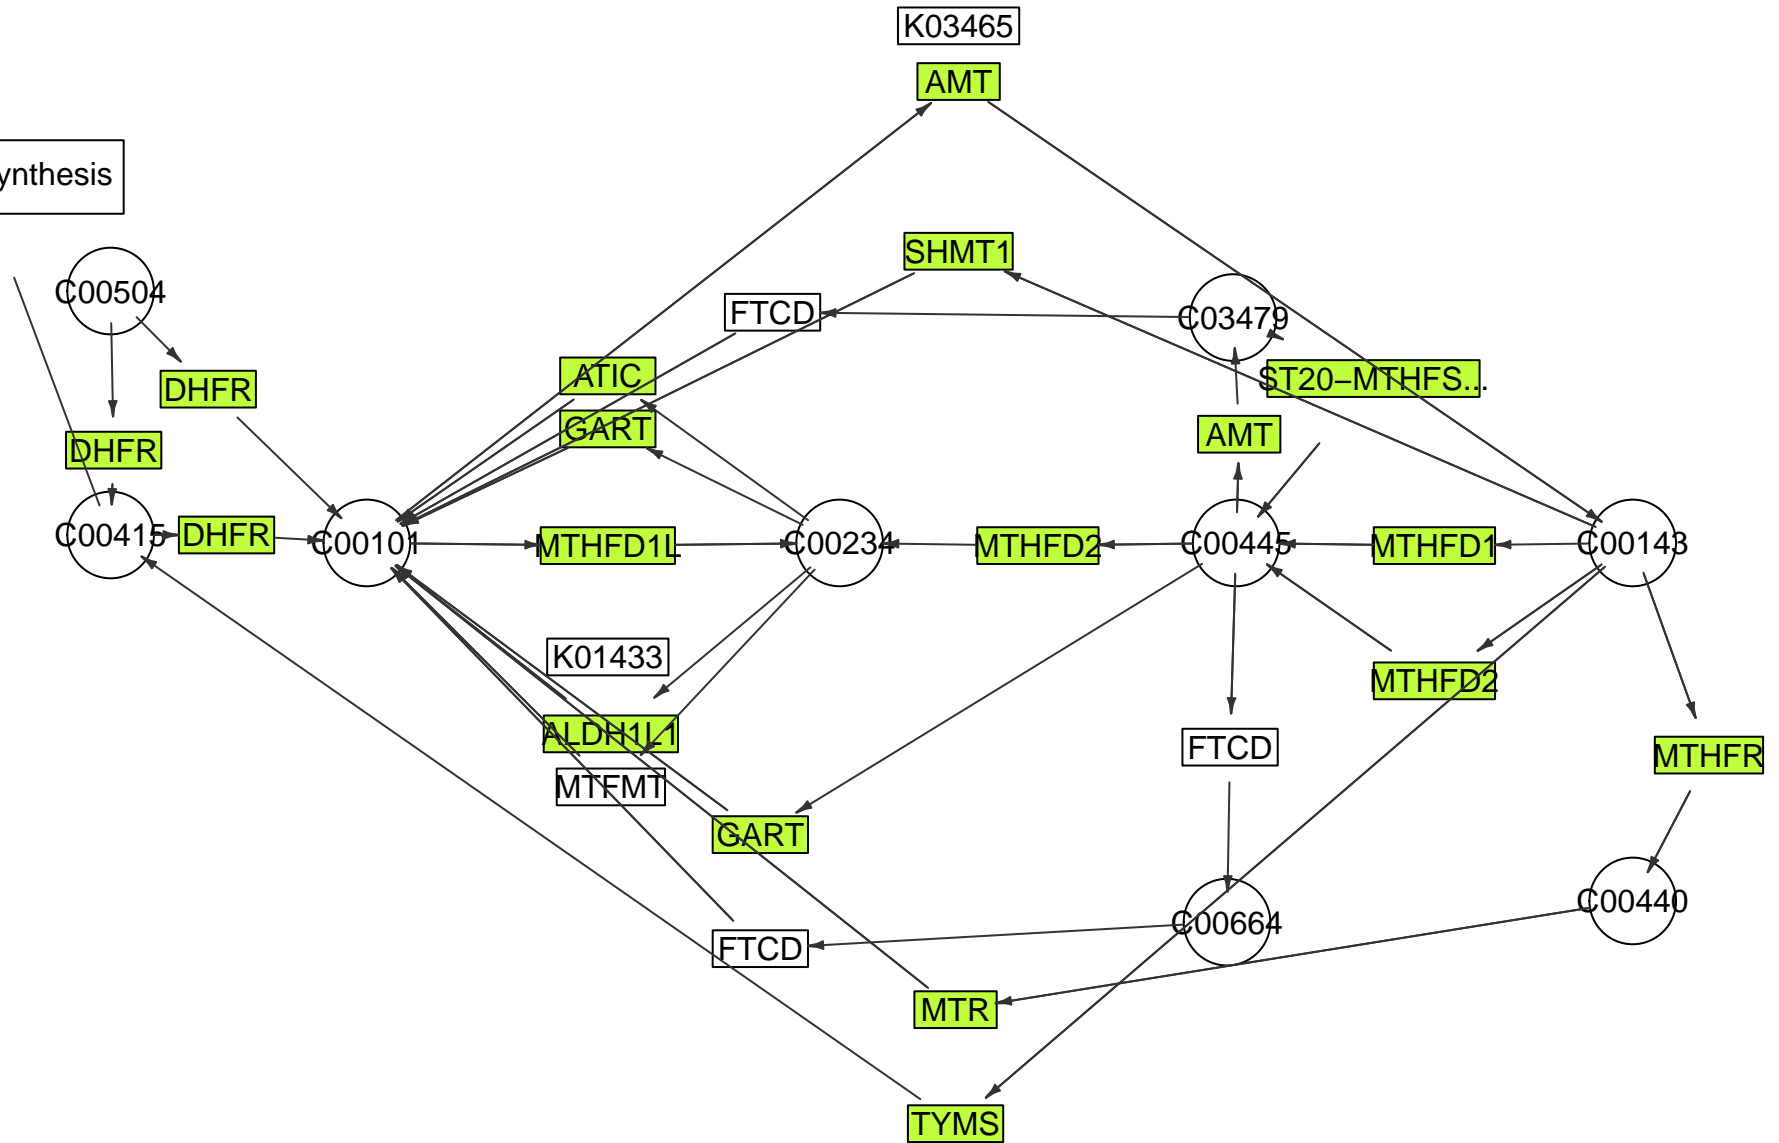 K03465
AMT
ynthesis
SHMT1
C00504
FTCD
C03479
ATIC
ST20−MTHFS...
DHFR
GART
AMT
DHFR
C00415
DHFR
C00101
MTHFD1L
C00234
MTHFD2
C00445
MTHFD1
C00143
K01433
MTHFD2
ALDH1L1
FTCD
MTHFR
MTFMT
GART
C00440
C00664
FTCD
MTR
TYMS